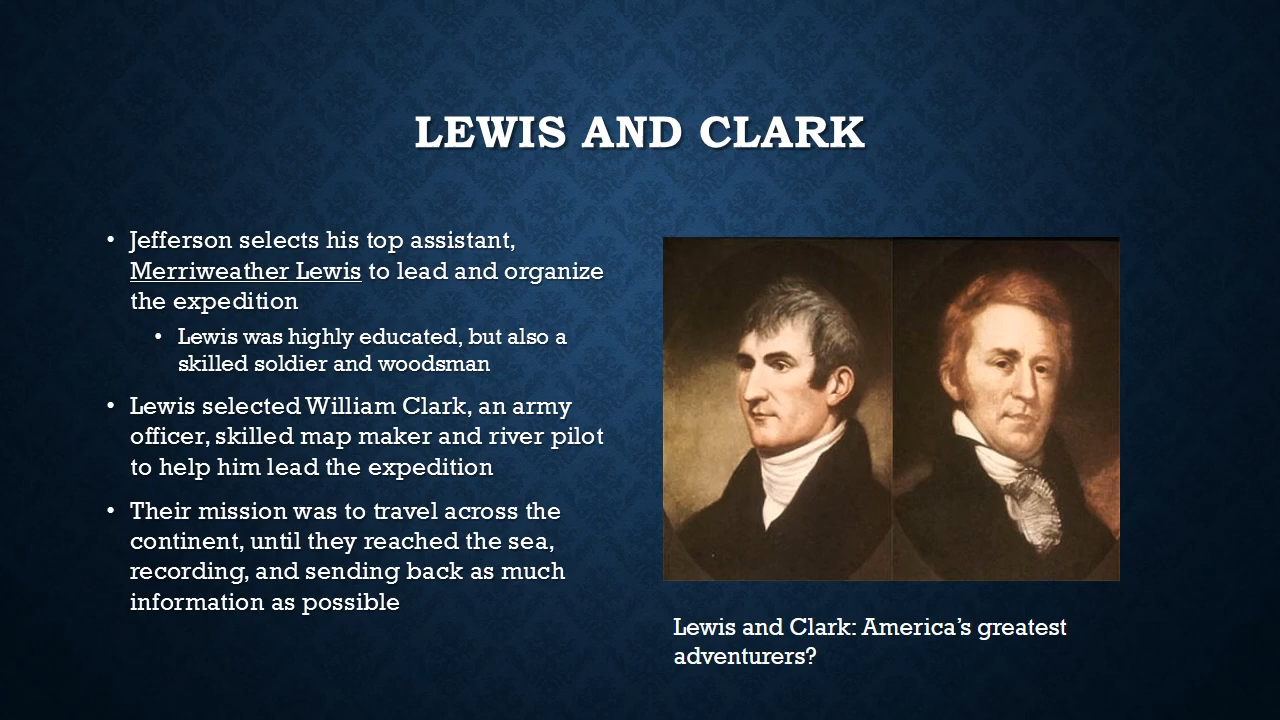 LEWIS AND CLARK
• Jefferson selects his top assistant,
Merriweather Lewis to lead and organize
the expedition
• Lewis was highly educated, but also a
skilled soldier and woodsman
• Lewis selected William Clark, an army
officer, skilled map maker and river pilot
to help him lead the expedition
• Their mission was to travel across the
continent, until they reached the sea,
recording, and sending back as much
information as possible
Lewis and Clark: America’s greatest
adventurers?